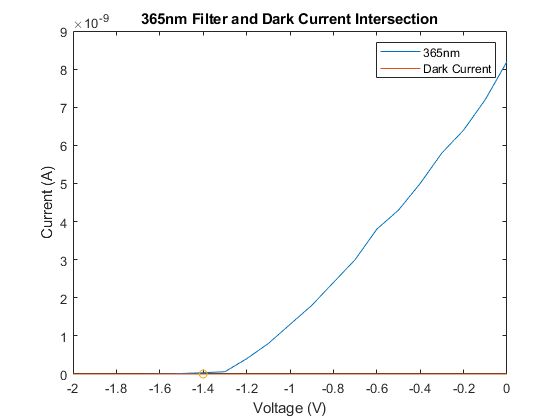 365nm Filter and Dark Current Intersection
×10⁻⁹
9
8
7
6
5
4
3
2
1
0
Current (A)
365nm
Dark Current
-2 -1.8 -1.6 -1.4 -1.2 -1 -0.8 -0.6 -0.4 -0.2 0
Voltage (V)